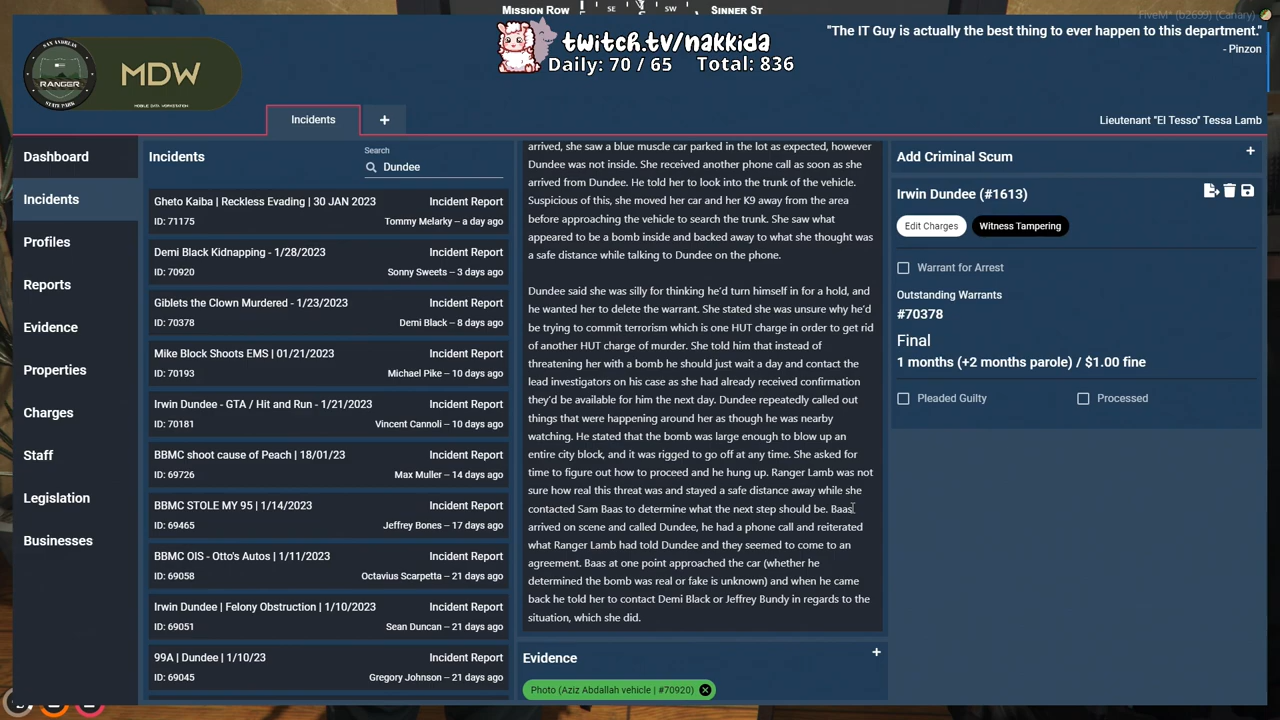 Mission Row
SE
SW
Sinner St
FiveM* (b2699) (Canary)
SAN ANDREAS
RANGER
STATE PARK
MDW
MOBILE DATA WORKSTATION
twitch.tv/nakkida
Daily: 70 / 65 Total: 836
"The IT Guy is actually the best thing to ever happen to this department."
- Pinzon
Incidents
+
Lieutenant "El Tesso" Tessa Lamb
Dashboard
Incidents
Profiles
Reports
Evidence
Properties
Charges
Staff
Legislation
Businesses
Incidents
Search
Dundee
Gheto Kaiba | Reckless Evading | 30 JAN 2023 Incident Report
ID: 71175 Tommy Melarky – a day ago
Demi Black Kidnapping - 1/28/2023 Incident Report
ID: 70920 Sonny Sweets – 3 days ago
Giblets the Clown Murdered - 1/23/2023 Incident Report
ID: 70378 Demi Black – 8 days ago
Mike Block Shoots EMS | 01/21/2023 Incident Report
ID: 70193 Michael Pike – 10 days ago
Irwin Dundee - GTA / Hit and Run - 1/21/2023 Incident Report
ID: 70181 Vincent Cannoli – 10 days ago
BBMC shoot cause of Peach | 18/01/23 Incident Report
ID: 69726 Max Muller – 14 days ago
BBMC STOLE MY 95 | 1/14/2023 Incident Report
ID: 69465 Jeffrey Bones – 17 days ago
BBMC OIS - Otto's Autos | 1/11/2023 Incident Report
ID: 69058 Octavius Scarpetta – 21 days ago
Irwin Dundee | Felony Obstruction | 1/10/2023 Incident Report
ID: 69051 Sean Duncan – 21 days ago
99A | Dundee | 1/10/23 Incident Report
ID: 69045 Gregory Johnson – 21 days ago
arrived, she saw a blue muscle car parked in the lot as expected, however
Dundee was not inside. She received another phone call as soon as she
arrived from Dundee. He told her to look into the trunk of the vehicle.
Suspicious of this, she moved her car and her K9 away from the area
before approaching the vehicle to search the trunk. She saw what
appeared to be a bomb inside and backed away to what she thought was
a safe distance while talking to Dundee on the phone.
Dundee said she was silly for thinking he'd turn himself in for a hold, and
he wanted her to delete the warrant. She stated she was unsure why he'd
be trying to commit terrorism which is one HUT charge in order to get rid
of another HUT charge of murder. She told him that instead of
threatening her with a bomb he should just wait a day and contact the
lead investigators on his case as she had already received confirmation
they'd be available for him the next day. Dundee repeatedly called out
things that were happening around her as though he was nearby
watching. He stated that the bomb was large enough to blow up an
entire city block, and it was rigged to go off at any time. She asked for
time to figure out how to proceed and he hung up. Ranger Lamb was not
sure how real this threat was and stayed a safe distance away while she
contacted Sam Baas to determine what the next step should be. Baas
arrived on scene and called Dundee, he had a phone call and reiterated
what Ranger Lamb had told Dundee and they seemed to come to an
agreement. Baas at one point approached the car (whether he
determined the bomb was real or fake is unknown) and when he came
back he told her to contact Demi Black or Jeffrey Bundy in regards to the
situation, which she did.
Evidence +
Photo (Aziz Abdallah vehicle | #70920)
Add Criminal Scum +
Irwin Dundee (#1613)
Edit Charges Witness Tampering
Warrant for Arrest
Outstanding Warrants
#70378
Final
1 months (+2 months parole) / $1.00 fine
Pleaded Guilty Processed